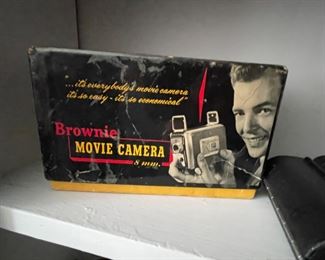 "...it's everybody's movie camera
it's so easy - it's so economical"
Brownie
MOVIE CAMERA
8 mm.